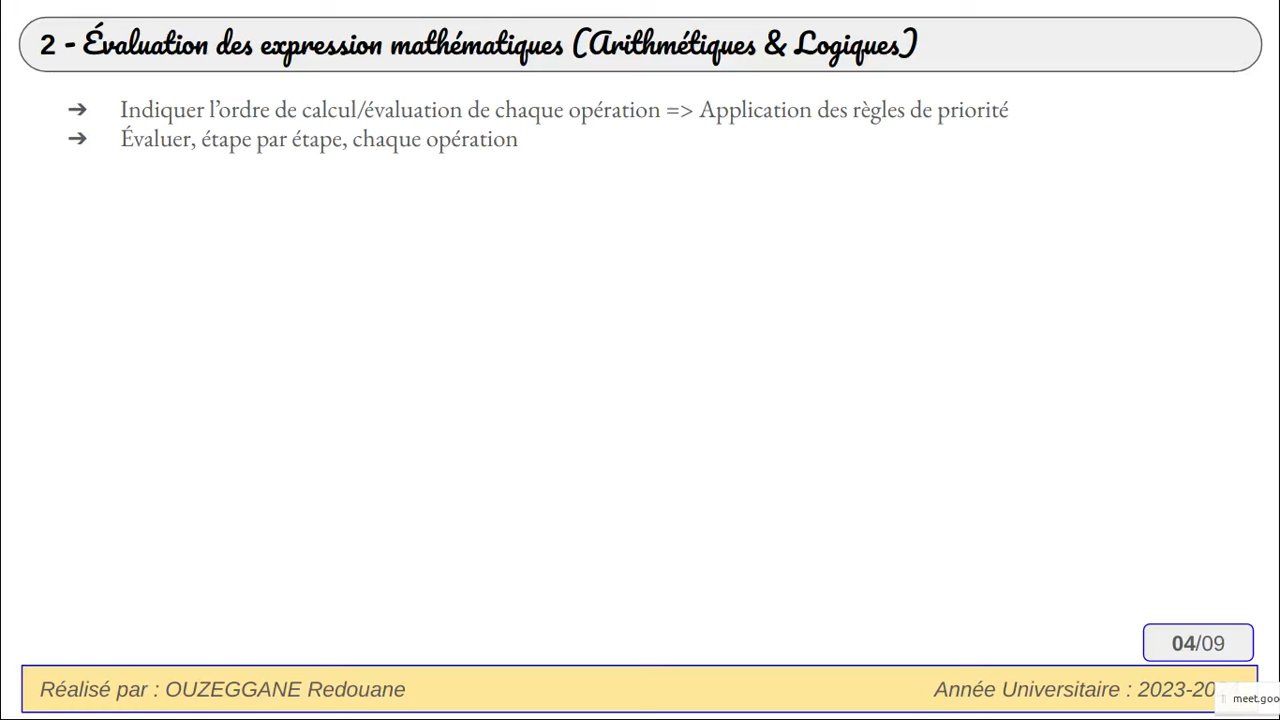 2 - Évaluation des expression mathématiques (Arithmétiques & Logiques)
➔ Indiquer l’ordre de calcul/évaluation de chaque opération => Application des règles de priorité
➔ Évaluer, étape par étape, chaque opération
04/09
Réalisé par : OUZEGGANE Redouane
Année Universitaire : 2023-20
meet.goo